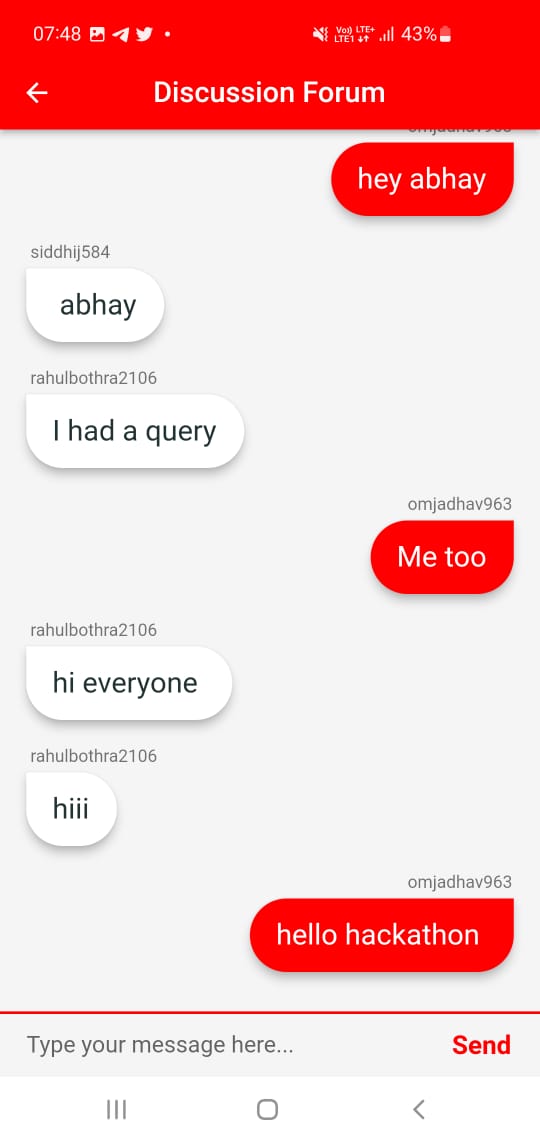 07:48 Vo) LTE+ LTE1 43%
Discussion Forum
omjadhav963
hey abhay
siddhij584
abhay
rahulbothra2106
I had a query
omjadhav963
Me too
rahulbothra2106
hi everyone
rahulbothra2106
hiii
omjadhav963
hello hackathon
Type your message here... Send